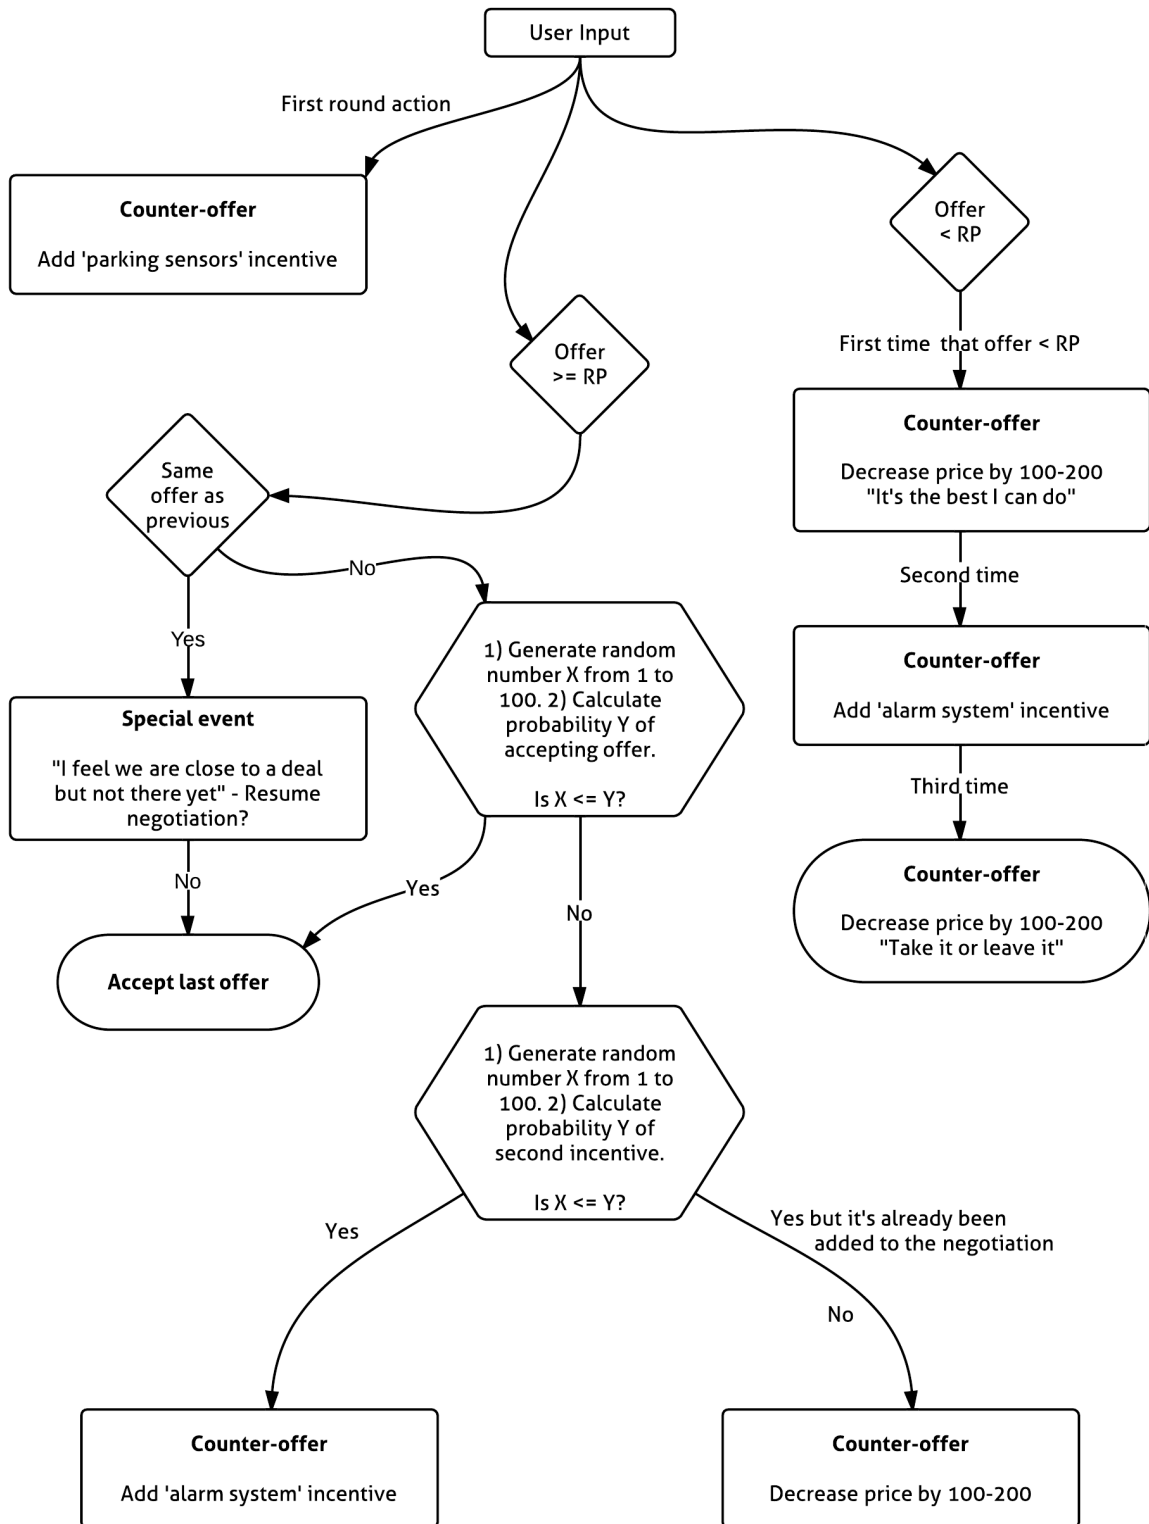 User Input
First round action
Counter-offer
Add 'parking sensors' incentive
Offer
< RP
Offer
>= RP
First time that offer < RP
Counter-offer
Decrease price by 100-200
"It's the best I can do"
Same
offer as
previous
No
Second time
Yes
1) Generate random
number X from 1 to
100. 2) Calculate
probability Y of
accepting offer.
Is X <= Y?
Counter-offer
Add 'alarm system' incentive
Special event
"I feel we are close to a deal
but not there yet" - Resume
negotiation?
Third time
No
Yes
No
Counter-offer
Decrease price by 100-200
"Take it or leave it"
Accept last offer
1) Generate random
number X from 1 to
100. 2) Calculate
probability Y of
second incentive.
Is X <= Y?
Yes
Yes but it's already been
added to the negotiation
No
Counter-offer
Add 'alarm system' incentive
Counter-offer
Decrease price by 100-200